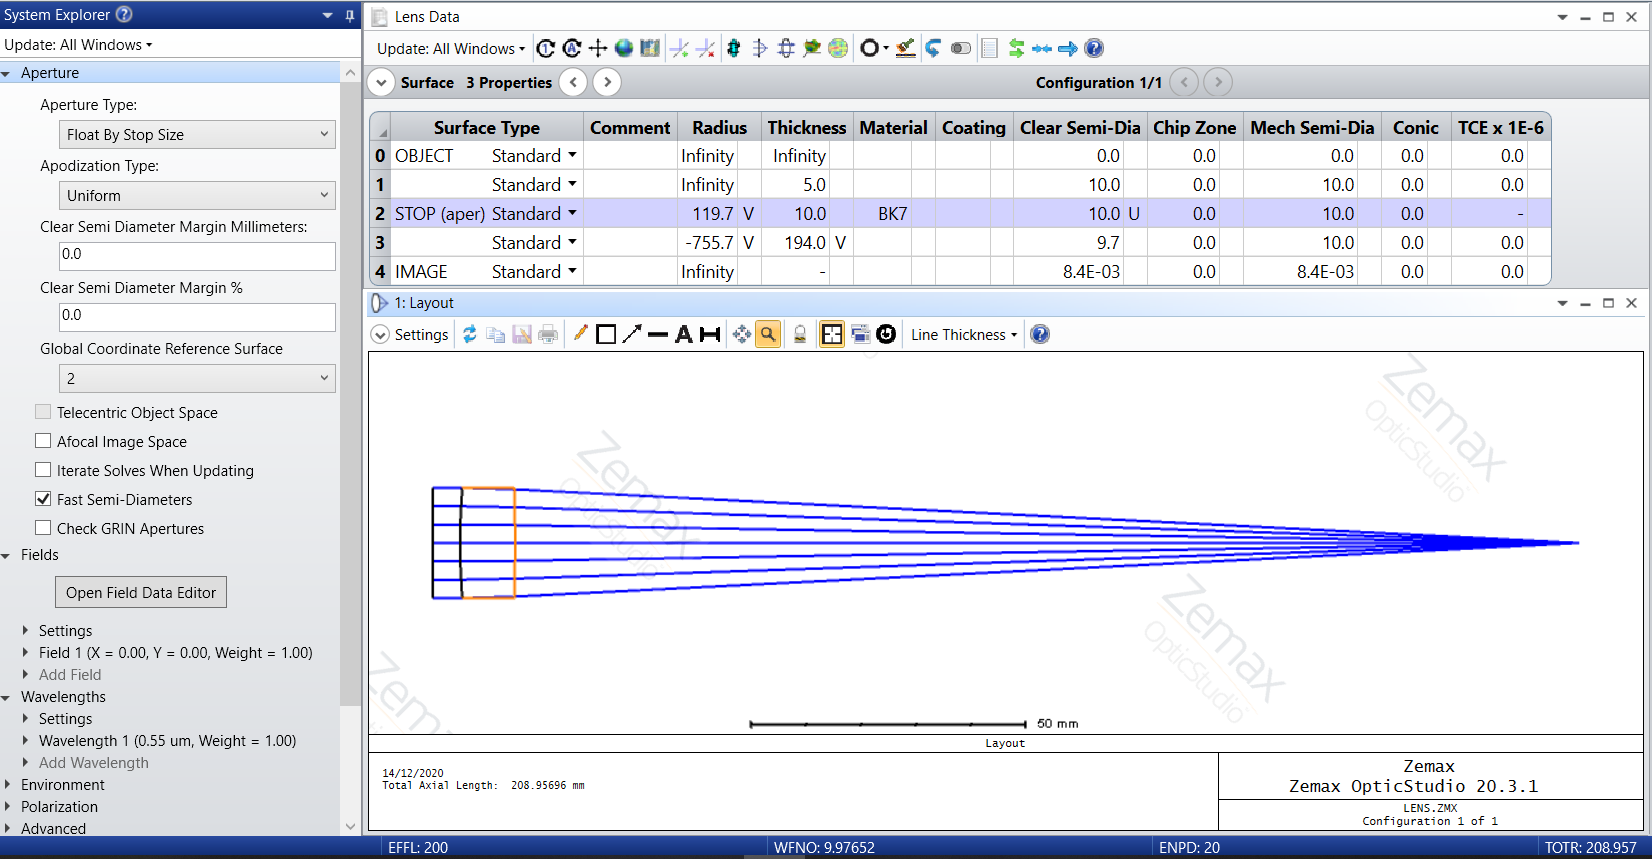 System Explorer ?
Update: All Windows
Aperture
Aperture Type:
Float By Stop Size
Apodization Type:
Uniform
Clear Semi Diameter Margin Millimeters:
0.0
Clear Semi Diameter Margin %
0.0
Global Coordinate Reference Surface
2
Telecentric Object Space
Afocal Image Space
Iterate Solves When Updating
Fast Semi-Diameters
Check GRIN Apertures
Fields
Open Field Data Editor
Settings
Field 1 (X = 0.00, Y = 0.00, Weight = 1.00)
Add Field
Wavelengths
Settings
Wavelength 1 (0.55 um, Weight = 1.00)
Add Wavelength
Environment
Polarization
Advanced
Lens Data
Update: All Windows
Surface 3 Properties Configuration 1/1
Surface Type Comment Radius Thickness Material Coating Clear Semi-Dia Chip Zone Mech Semi-Dia Conic TCE x 1E-6
0 OBJECT Standard Infinity Infinity 0.0 0.0 0.0 0.0 0.0
1 Standard Infinity 5.0 10.0 0.0 10.0 0.0 0.0
2 STOP (aper) Standard 119.7 V 10.0 BK7 10.0 U 0.0 10.0 0.0 -
3 Standard -755.7 V 194.0 V 9.7 0.0 10.0 0.0 0.0
4 IMAGE Standard Infinity - 8.4E-03 0.0 8.4E-03 0.0 0.0
1: Layout
Settings A Line Thickness ?
Zemax
OpticStudio
Zemax
OpticStudio
Zemax
OpticStudio
Zemax
50 mm
Layout
14/12/2020
Total Axial Length: 208.95696 mm
Zemax
Zemax OpticStudio 20.3.1
LENS.ZMX
Configuration 1 of 1
EFFL: 200 WFNO: 9.97652 ENPD: 20 TOTR: 208.957